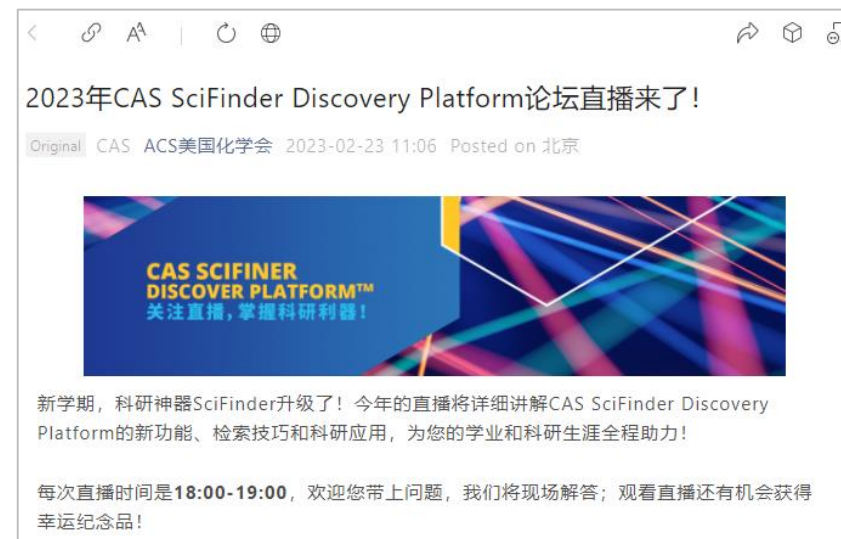 2023年CAS SciFinder Discovery Platform论坛直播来了!
Original CAS ACS美国化学会 2023-02-23 11:06 Posted on 北京
CAS SCIFINER
DISCOVER PLATFORM™
关注直播，掌握科研利器！
新学期，科研神器SciFinder升级了！今年的直播将详细讲解CAS SciFinder Discovery
Platform的新功能、检索技巧和科研应用，为您的学业和科研生涯全程助力！
每次直播时间是18:00-19:00，欢迎您带上问题，我们将现场解答；观看直播还有机会获得
幸运纪念品！